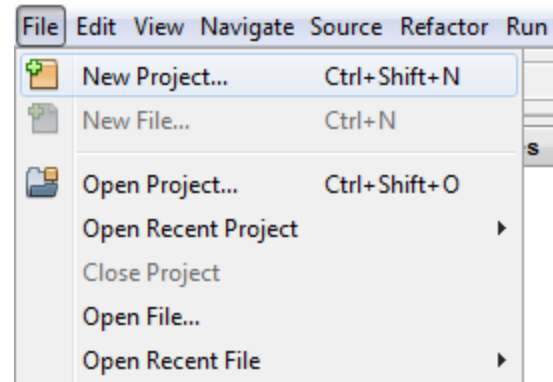 File Edit View Navigate Source Refactor Run
New Project... Ctrl+Shift+N
New File... Ctrl+N
s
Open Project... Ctrl+Shift+O
Open Recent Project
Close Project
Open File...
Open Recent File